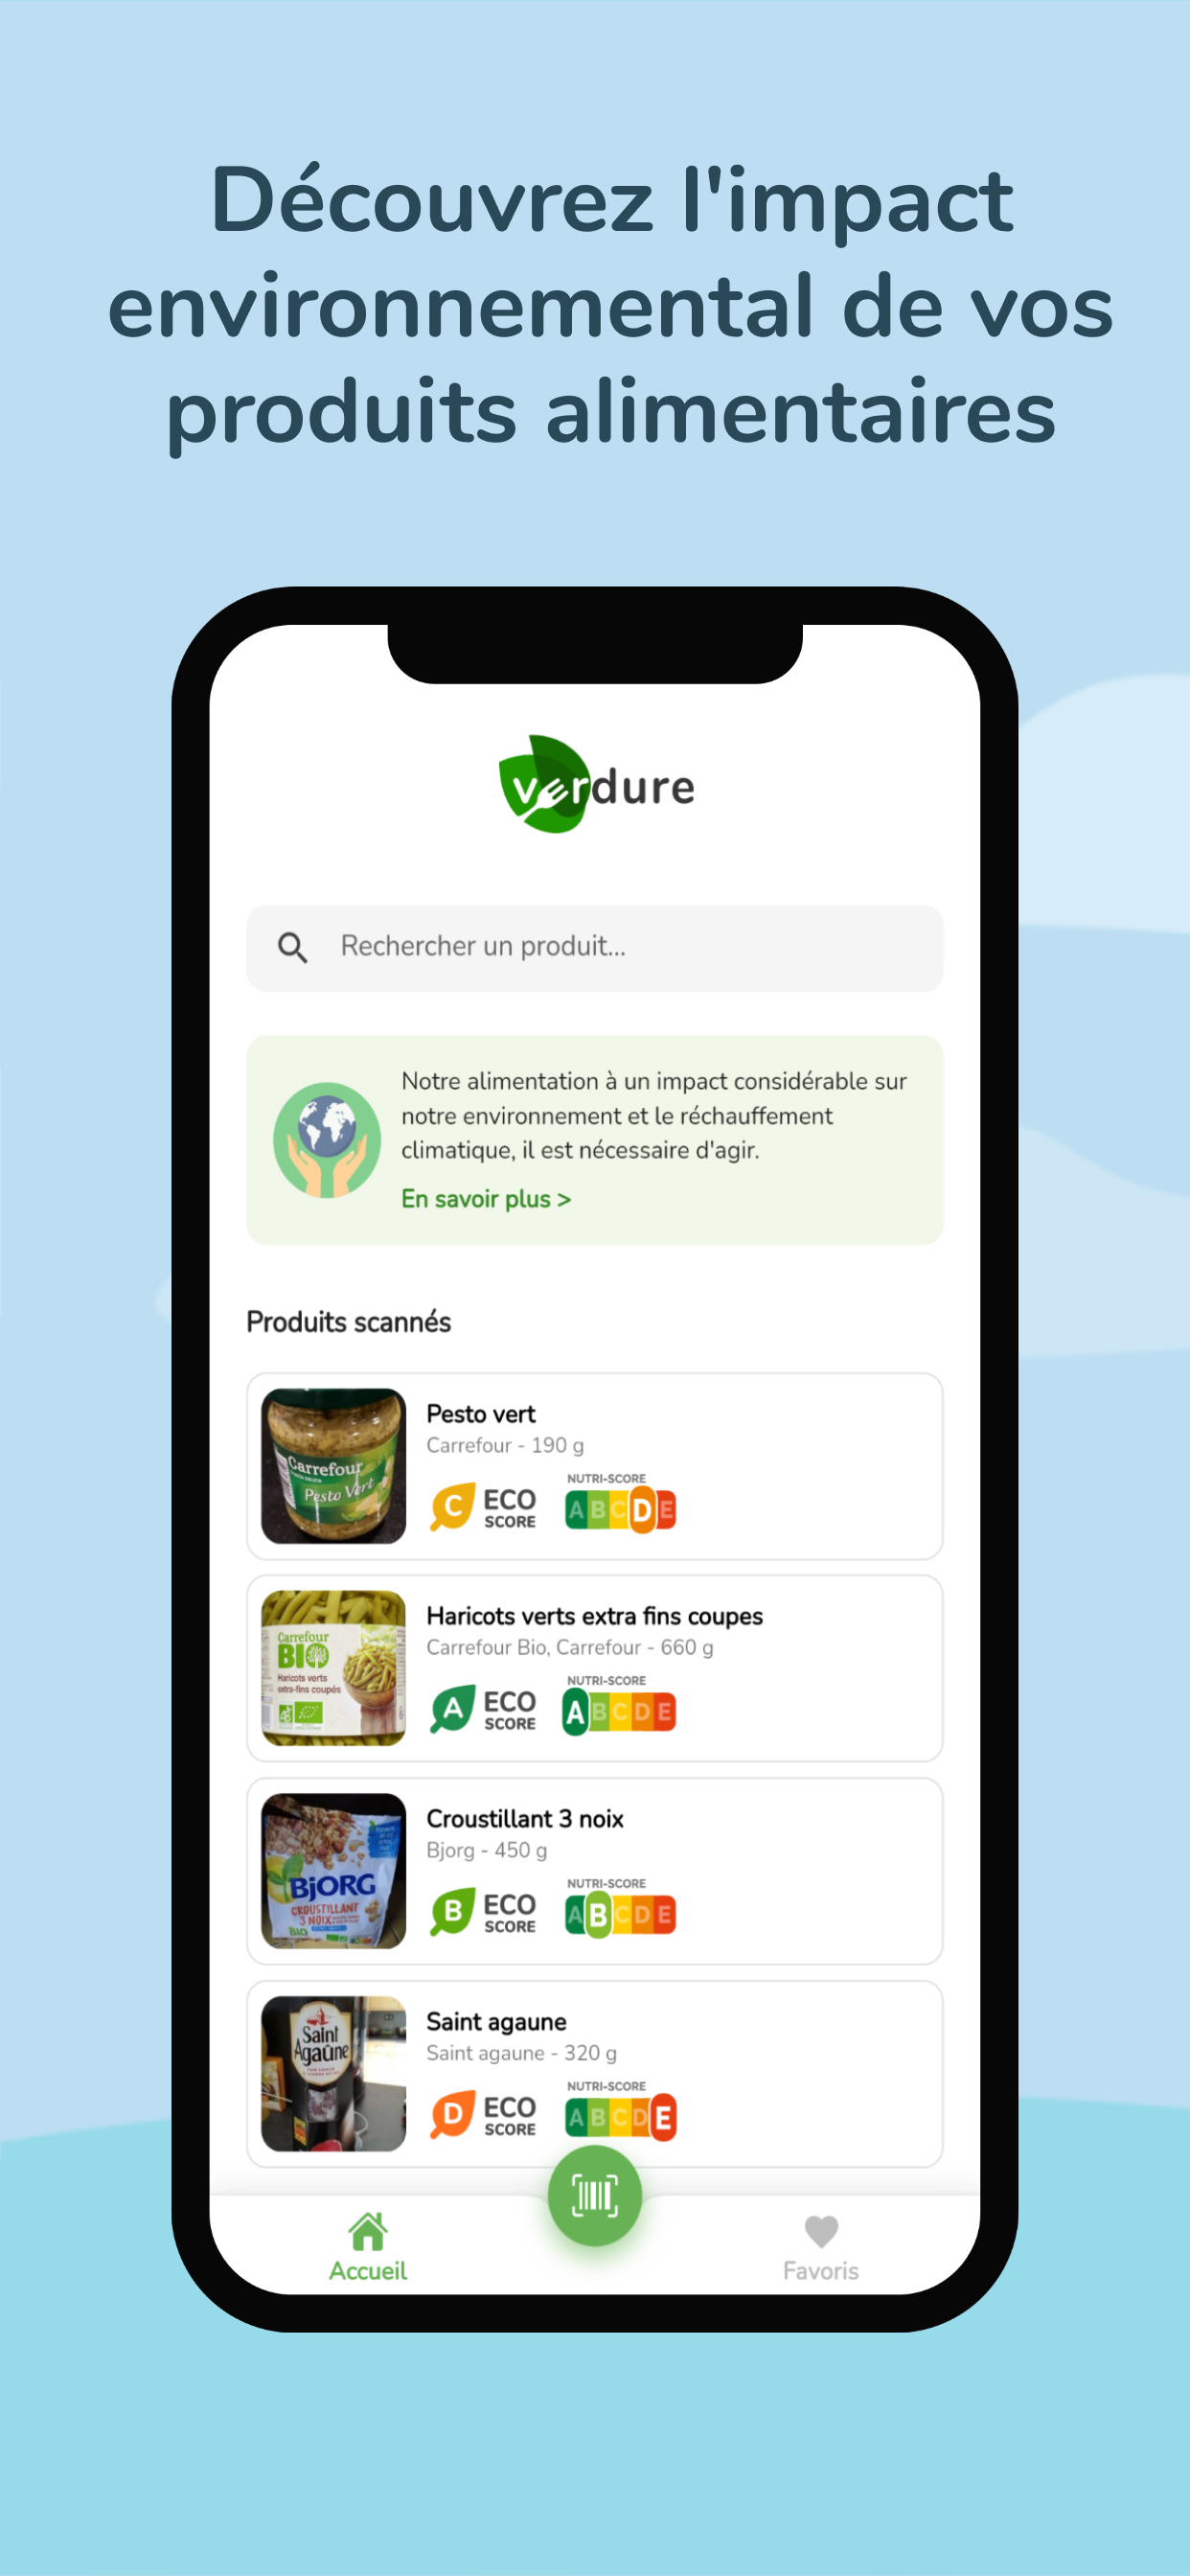 Découvrez l'impact
environnemental de vos
produits alimentaires
verdure
Rechercher un produit...
Notre alimentation à un impact considérable sur
notre environnement et le réchauffement
climatique, il est nécessaire d'agir.
En savoir plus >
Produits scannés
Carrefour
Pesto Vert
Pesto vert
Carrefour - 190 g
C ECO
SCORE
NUTRI-SCORE
A B C D E
Carrefour
BIO
Haricots verts
extra-fins coupés
AB
Haricots verts extra fins coupes
Carrefour Bio, Carrefour - 660 g
A ECO
SCORE
NUTRI-SCORE
A B C D E
BjORG
CROUSTILLANT
3 NOIX
BIO
Croustillant 3 noix
Bjorg - 450 g
B ECO
SCORE
NUTRI-SCORE
A B C D E
Saint
Agaûne
Saint agaune
Saint agaune - 320 g
D ECO
SCORE
NUTRI-SCORE
A B C D E
Accueil
Favoris